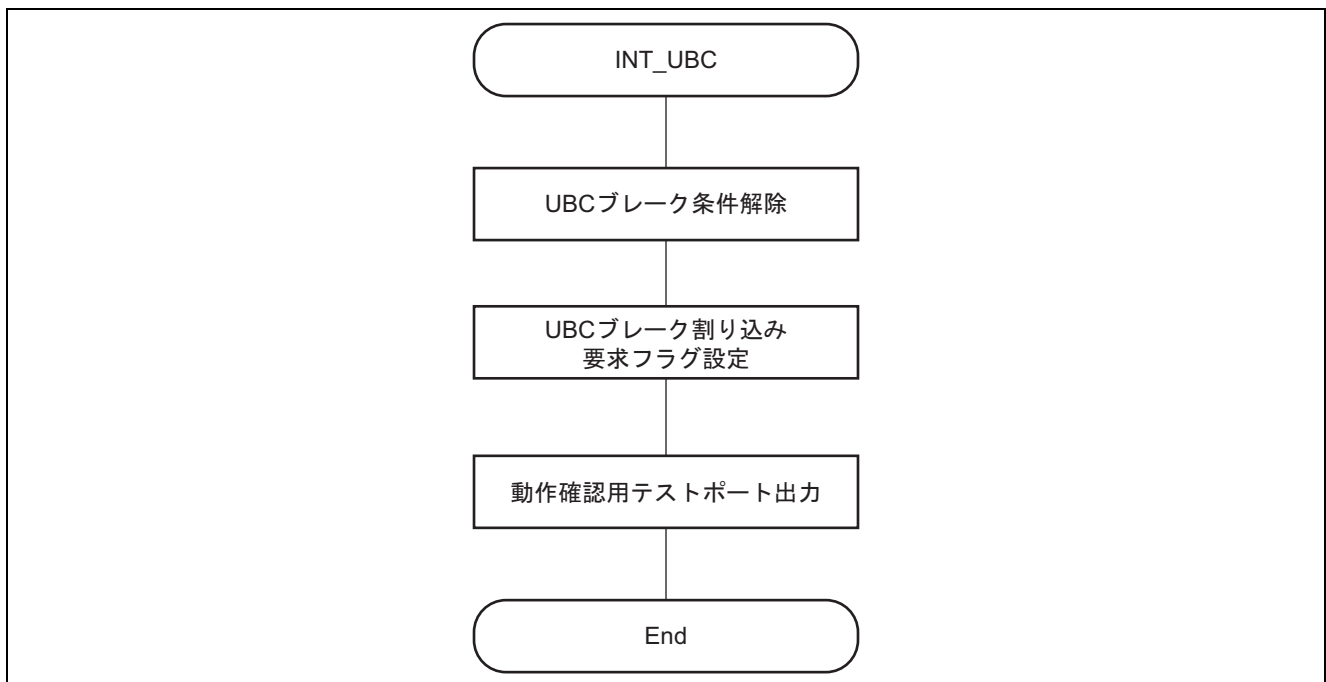 INT_UBC
UBCブレーク条件解除
UBCブレーク割り込み
要求フラグ設定
動作確認用テストポート出力
End